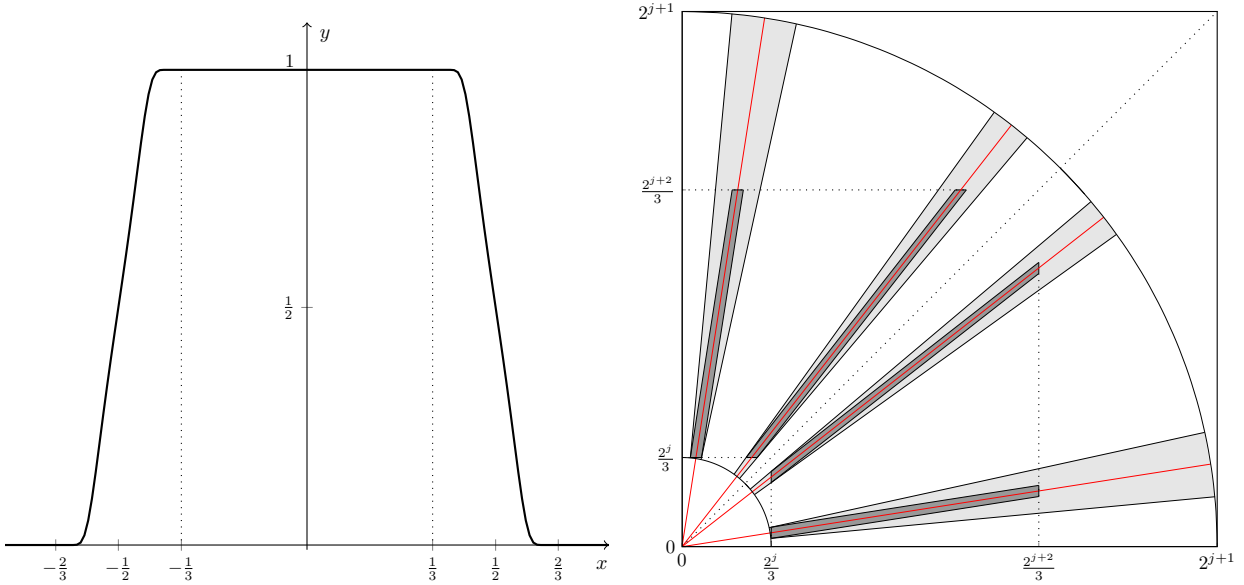 y
1
1/2
-2/3
-1/2
-1/3
1/3
1/2
2/3
x
2^{j+1}
2^{j+2}/3
2^j/3
0
0
2^j/3
2^{j+2}/3
2^{j+1}